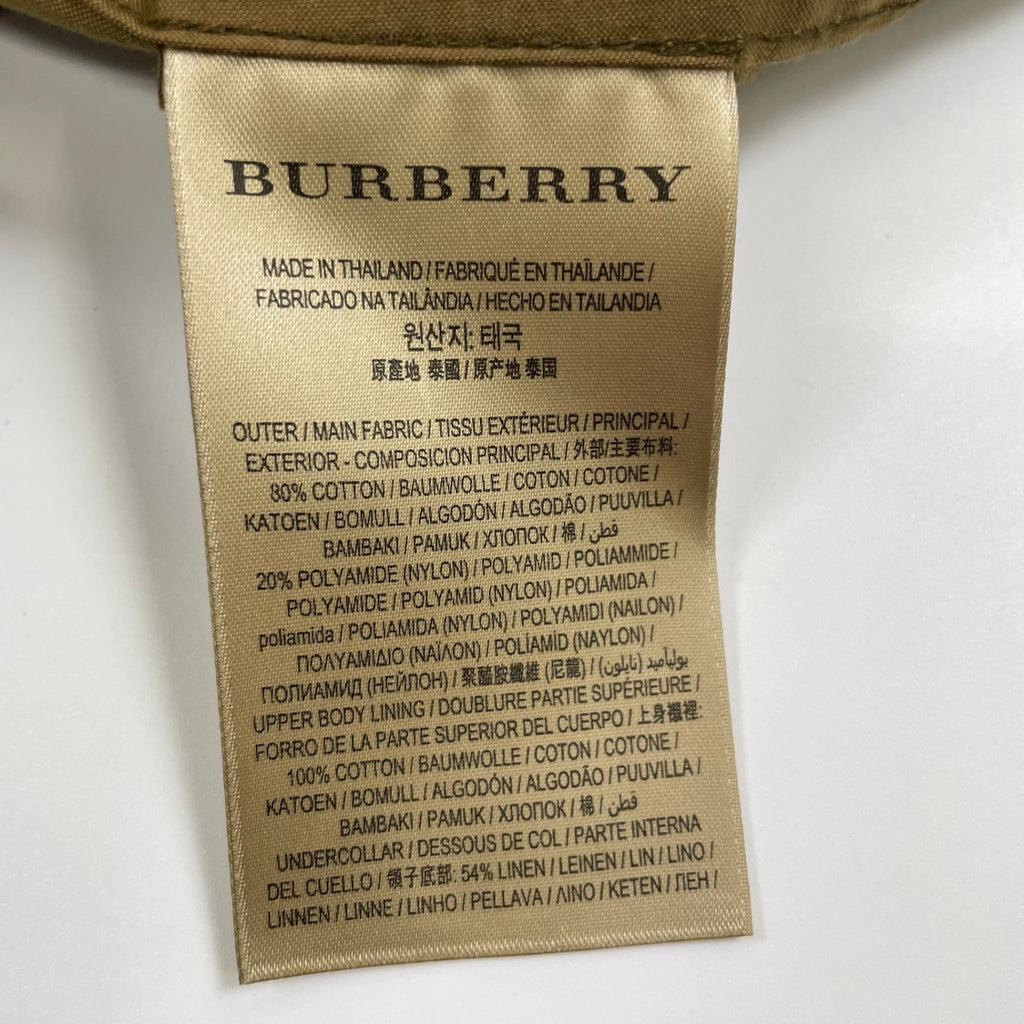 BURBERRY
MADE IN THAILAND / FABRIQUÉ EN THAÏLANDE /
FABRICADO NA TAILÂNDIA / HECHO EN TAILANDIA
원산지: 태국
原產地 泰國 / 原产地 泰国
OUTER / MAIN FABRIC / TISSU EXTÉRIEUR / PRINCIPAL /
EXTERIOR - COMPOSICION PRINCIPAL / 外部/主要布料:
80% COTTON / BAUMWOLLE / COTON / COTONE /
KATOEN / BOMULL / ALGODÓN / ALGODÃO / PUUVILLA /
BAMBAKI / PAMUK / ХЛОПОК / 棉 / قطن
20% POLYAMIDE (NYLON) / POLYAMID / POLIAMMIDE /
POLYAMIDE / POLYAMID (NYLON) / POLIAMIDA /
poliamida / POLIAMIDA (NYLON) / POLYAMIDI (NAILON) /
ΠΟΛΥΑΜΙΔΙΟ (ΝΑΪΛΟΝ) / POLİAMİD (NAYLON) /
ПОЛИАМИД (НЕЙЛОН) / 聚醯胺纖維 (尼龍) / بوليأميد (نايلون)
UPPER BODY LINING / DOUBLURE PARTIE SUPÉRIEURE /
FORRO DE LA PARTE SUPERIOR DEL CUERPO / 上身襯裡:
100% COTTON / BAUMWOLLE / COTON / COTONE /
KATOEN / BOMULL / ALGODÓN / ALGODÃO / PUUVILLA /
BAMBAKI / PAMUK / ХЛОПОК / 棉 / قطن
UNDERCOLLAR / DESSOUS DE COL / PARTE INTERNA
DEL CUELLO / 領子底部: 54% LINEN / LEINEN / LIN / LINO /
LINNEN / LINNE / LINHO / PELLAVA / ΛΙΝΟ / KETEN / ЛЕН /